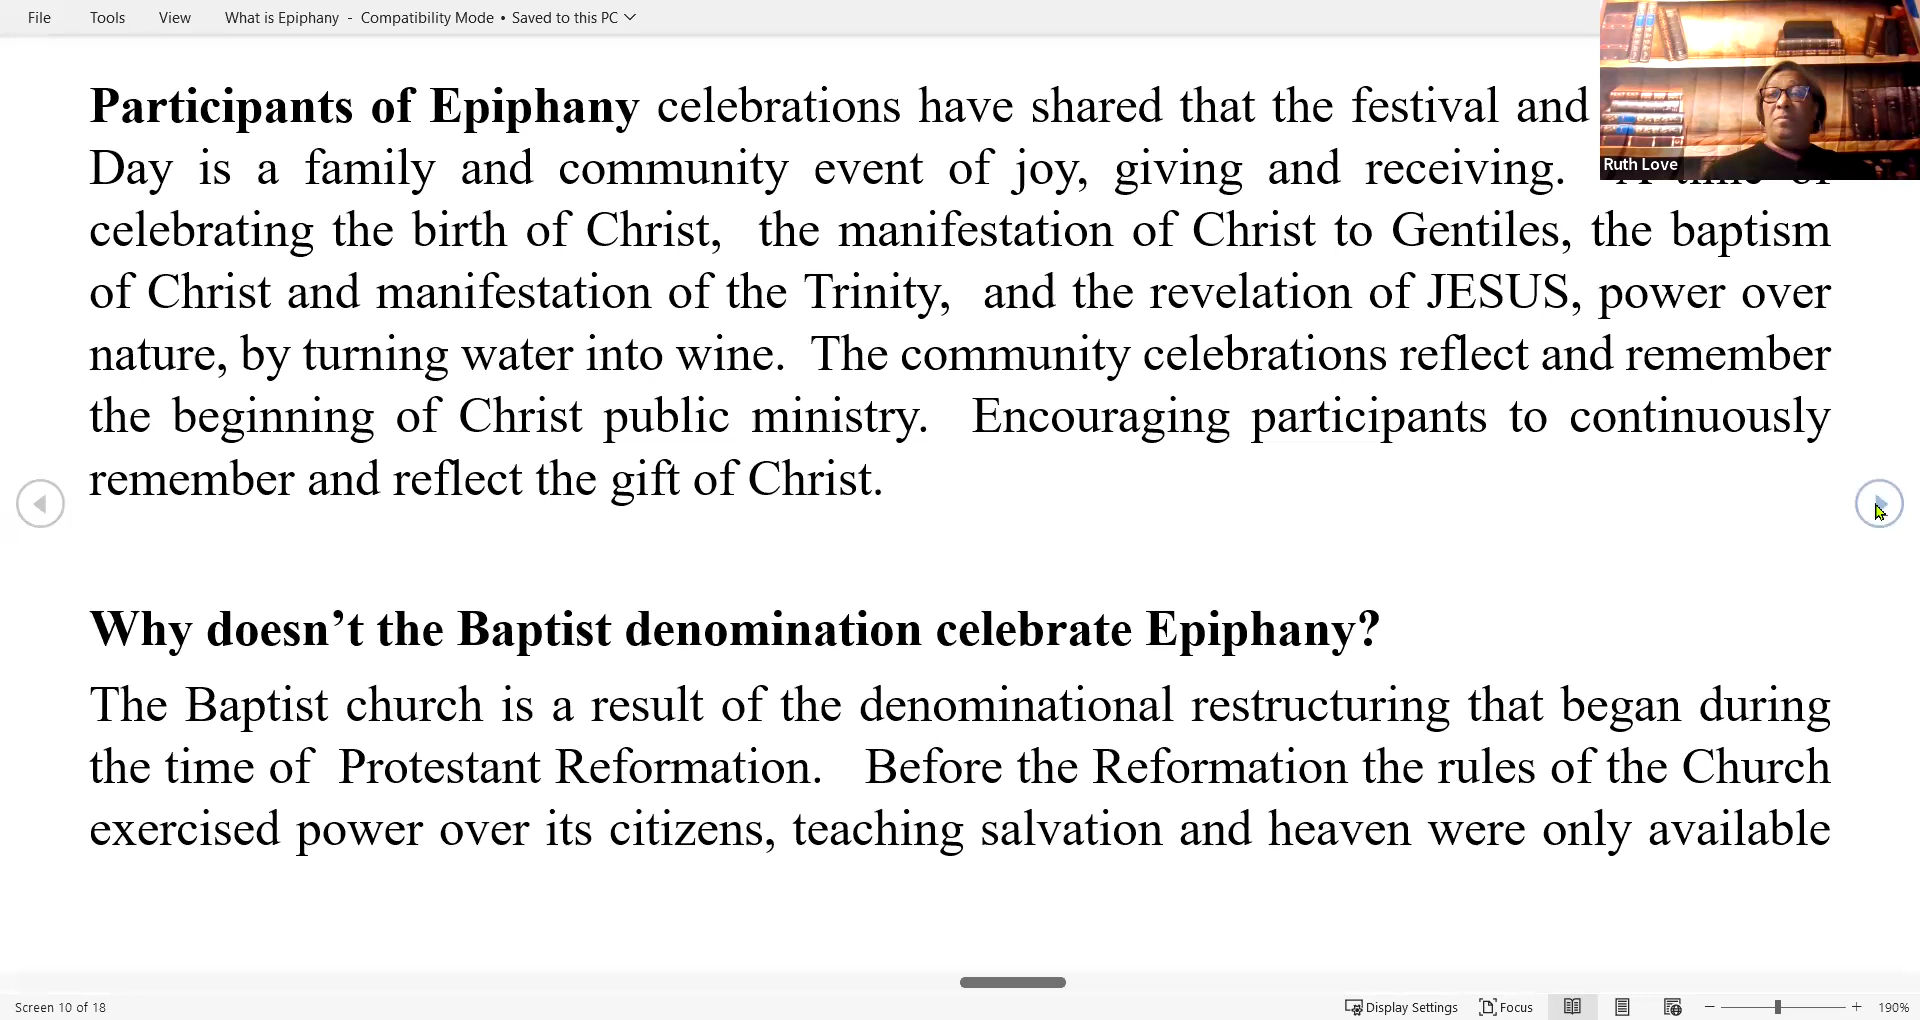 File Tools View What is Epiphany - Compatibility Mode • Saved to this PC
Participants of Epiphany celebrations have shared that the festival and
Day is a family and community event of joy, giving and receiving.
Ruth Love
celebrating the birth of Christ, the manifestation of Christ to Gentiles, the baptism
of Christ and manifestation of the Trinity, and the revelation of JESUS, power over
nature, by turning water into wine. The community celebrations reflect and remember
the beginning of Christ public ministry. Encouraging participants to continuously
remember and reflect the gift of Christ.
Why doesn’t the Baptist denomination celebrate Epiphany?
The Baptist church is a result of the denominational restructuring that began during
the time of Protestant Reformation. Before the Reformation the rules of the Church
exercised power over its citizens, teaching salvation and heaven were only available
Screen 10 of 18 Display Settings Focus 190%